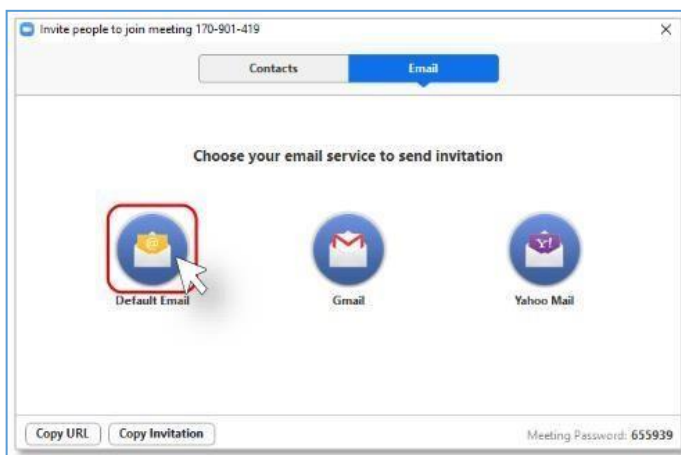 Invite people to join meeting 170-901-419
Contacts Email
Choose your email service to send invitation
@ Y!
Default Email Gmail Yahoo Mail
Copy URL Copy Invitation Meeting Password: 655939